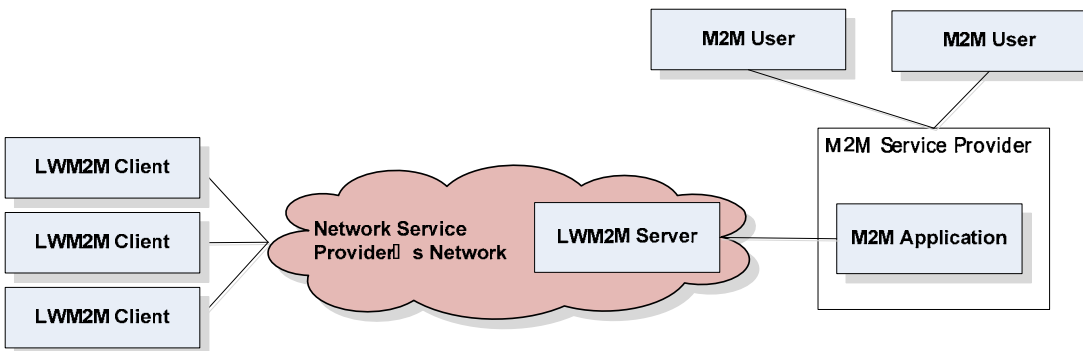 M2M User
M2M User
M2M Service Provider
LWM2M Client
LWM2M Client
LWM2M Client
Network Service
Provider▯ s Network
LWM2M Server
M2M Application